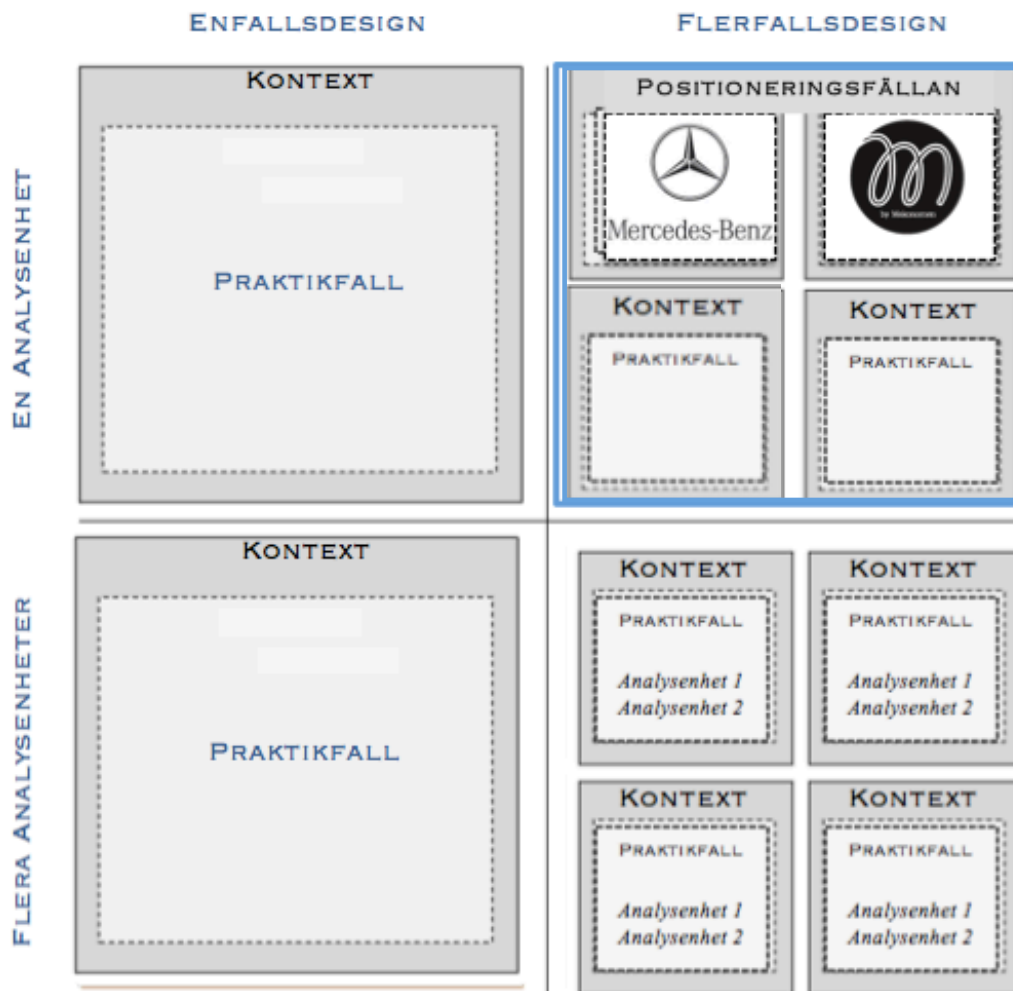 ENFALLSDESIGN
FLERFALLSDESIGN
EN ANALYSENHET
KONTEXT
PRAKTIKFALL
POSITIONERINGSFÄLLAN
Mercedes-Benz
m
KONTEXT
PRAKTIKFALL
KONTEXT
PRAKTIKFALL
FLERA ANALYSENHETER
KONTEXT
PRAKTIKFALL
KONTEXT
PRAKTIKFALL
Analysenhet 1
Analysenhet 2
KONTEXT
PRAKTIKFALL
Analysenhet 1
Analysenhet 2
KONTEXT
PRAKTIKFALL
Analysenhet 1
Analysenhet 2
KONTEXT
PRAKTIKFALL
Analysenhet 1
Analysenhet 2